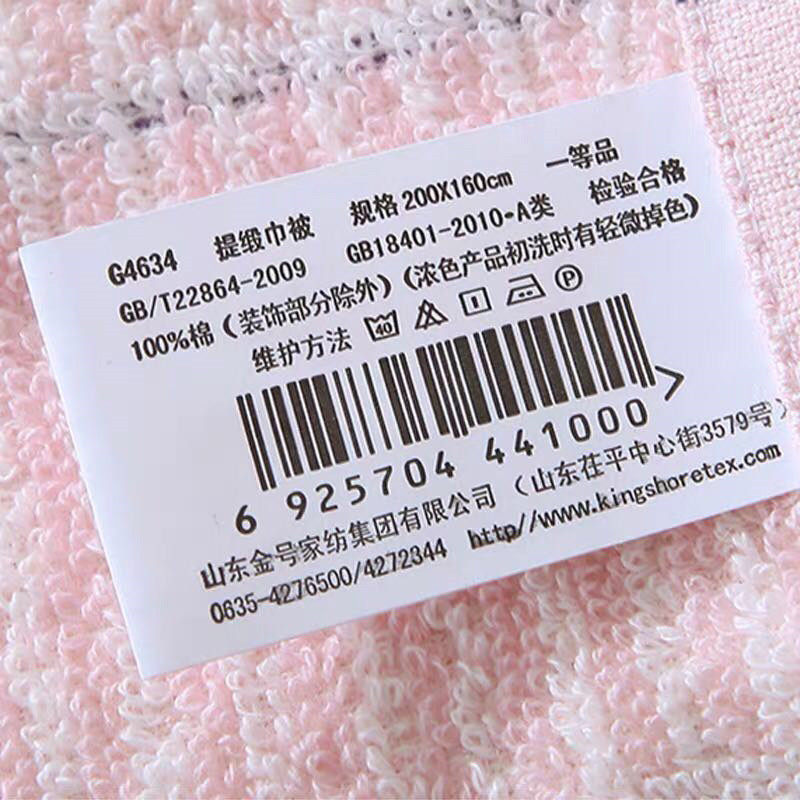 G4634 提缎巾被 规格200X160cm 一等品
GB/T22864-2009 GB18401-2010•A类 检验合格
100%棉（装饰部分除外）（浓色产品初洗时有轻微掉色）
维护方法 40 P
6 925704 441000 >
山东金号家纺集团有限公司（山东茌平中心街3579号）
0635-4276500/4272344 http//www.kingshoretex.com